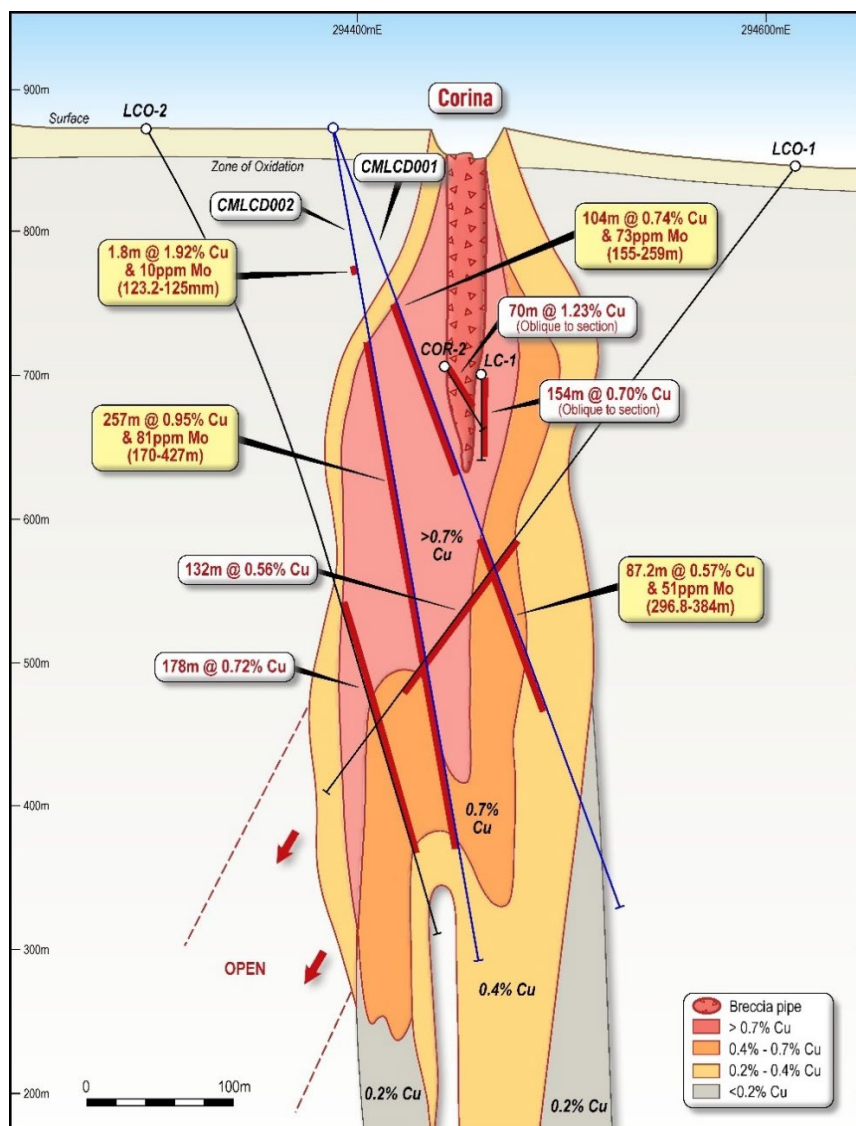 294400mE
294600mE
900m
LCO-2
Corina
Surface
LCO-1
Zone of Oxidation
CMLCD001
CMLCD002
800m
104m @ 0.74% Cu
& 73ppm Mo
(155-259m)
1.8m @ 1.92% Cu
& 10ppm Mo
(123.2-125mm)
70m @ 1.23% Cu
(Oblique to section)
COR-2
LC-1
700m
154m @ 0.70% Cu
(Oblique to section)
257m @ 0.95% Cu
& 81ppm Mo
(170-427m)
>0.7%
Cu
600m
132m @ 0.56% Cu
87.2m @ 0.57% Cu
& 51ppm Mo
(296.8-384m)
500m
178m @ 0.72% Cu
400m
0.7%
Cu
300m
OPEN
0.4% Cu
Breccia pipe
> 0.7% Cu
0.4% - 0.7% Cu
0.2% - 0.4% Cu
<0.2% Cu
200m
0
100m
0.2% Cu
0.2% Cu